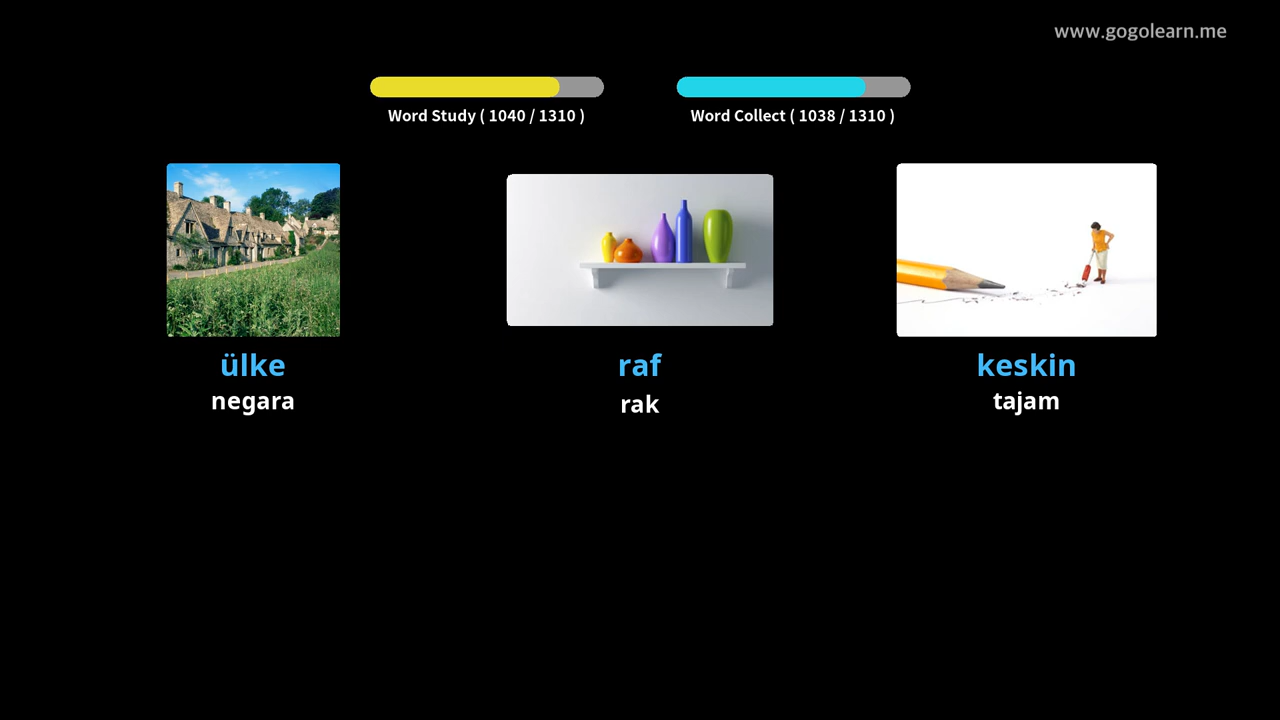 www.gogolearn.me
Word Study ( 1040 / 1310 )
Word Collect ( 1038 / 1310 )
ülke
negara
raf
rak
keskin
tajam